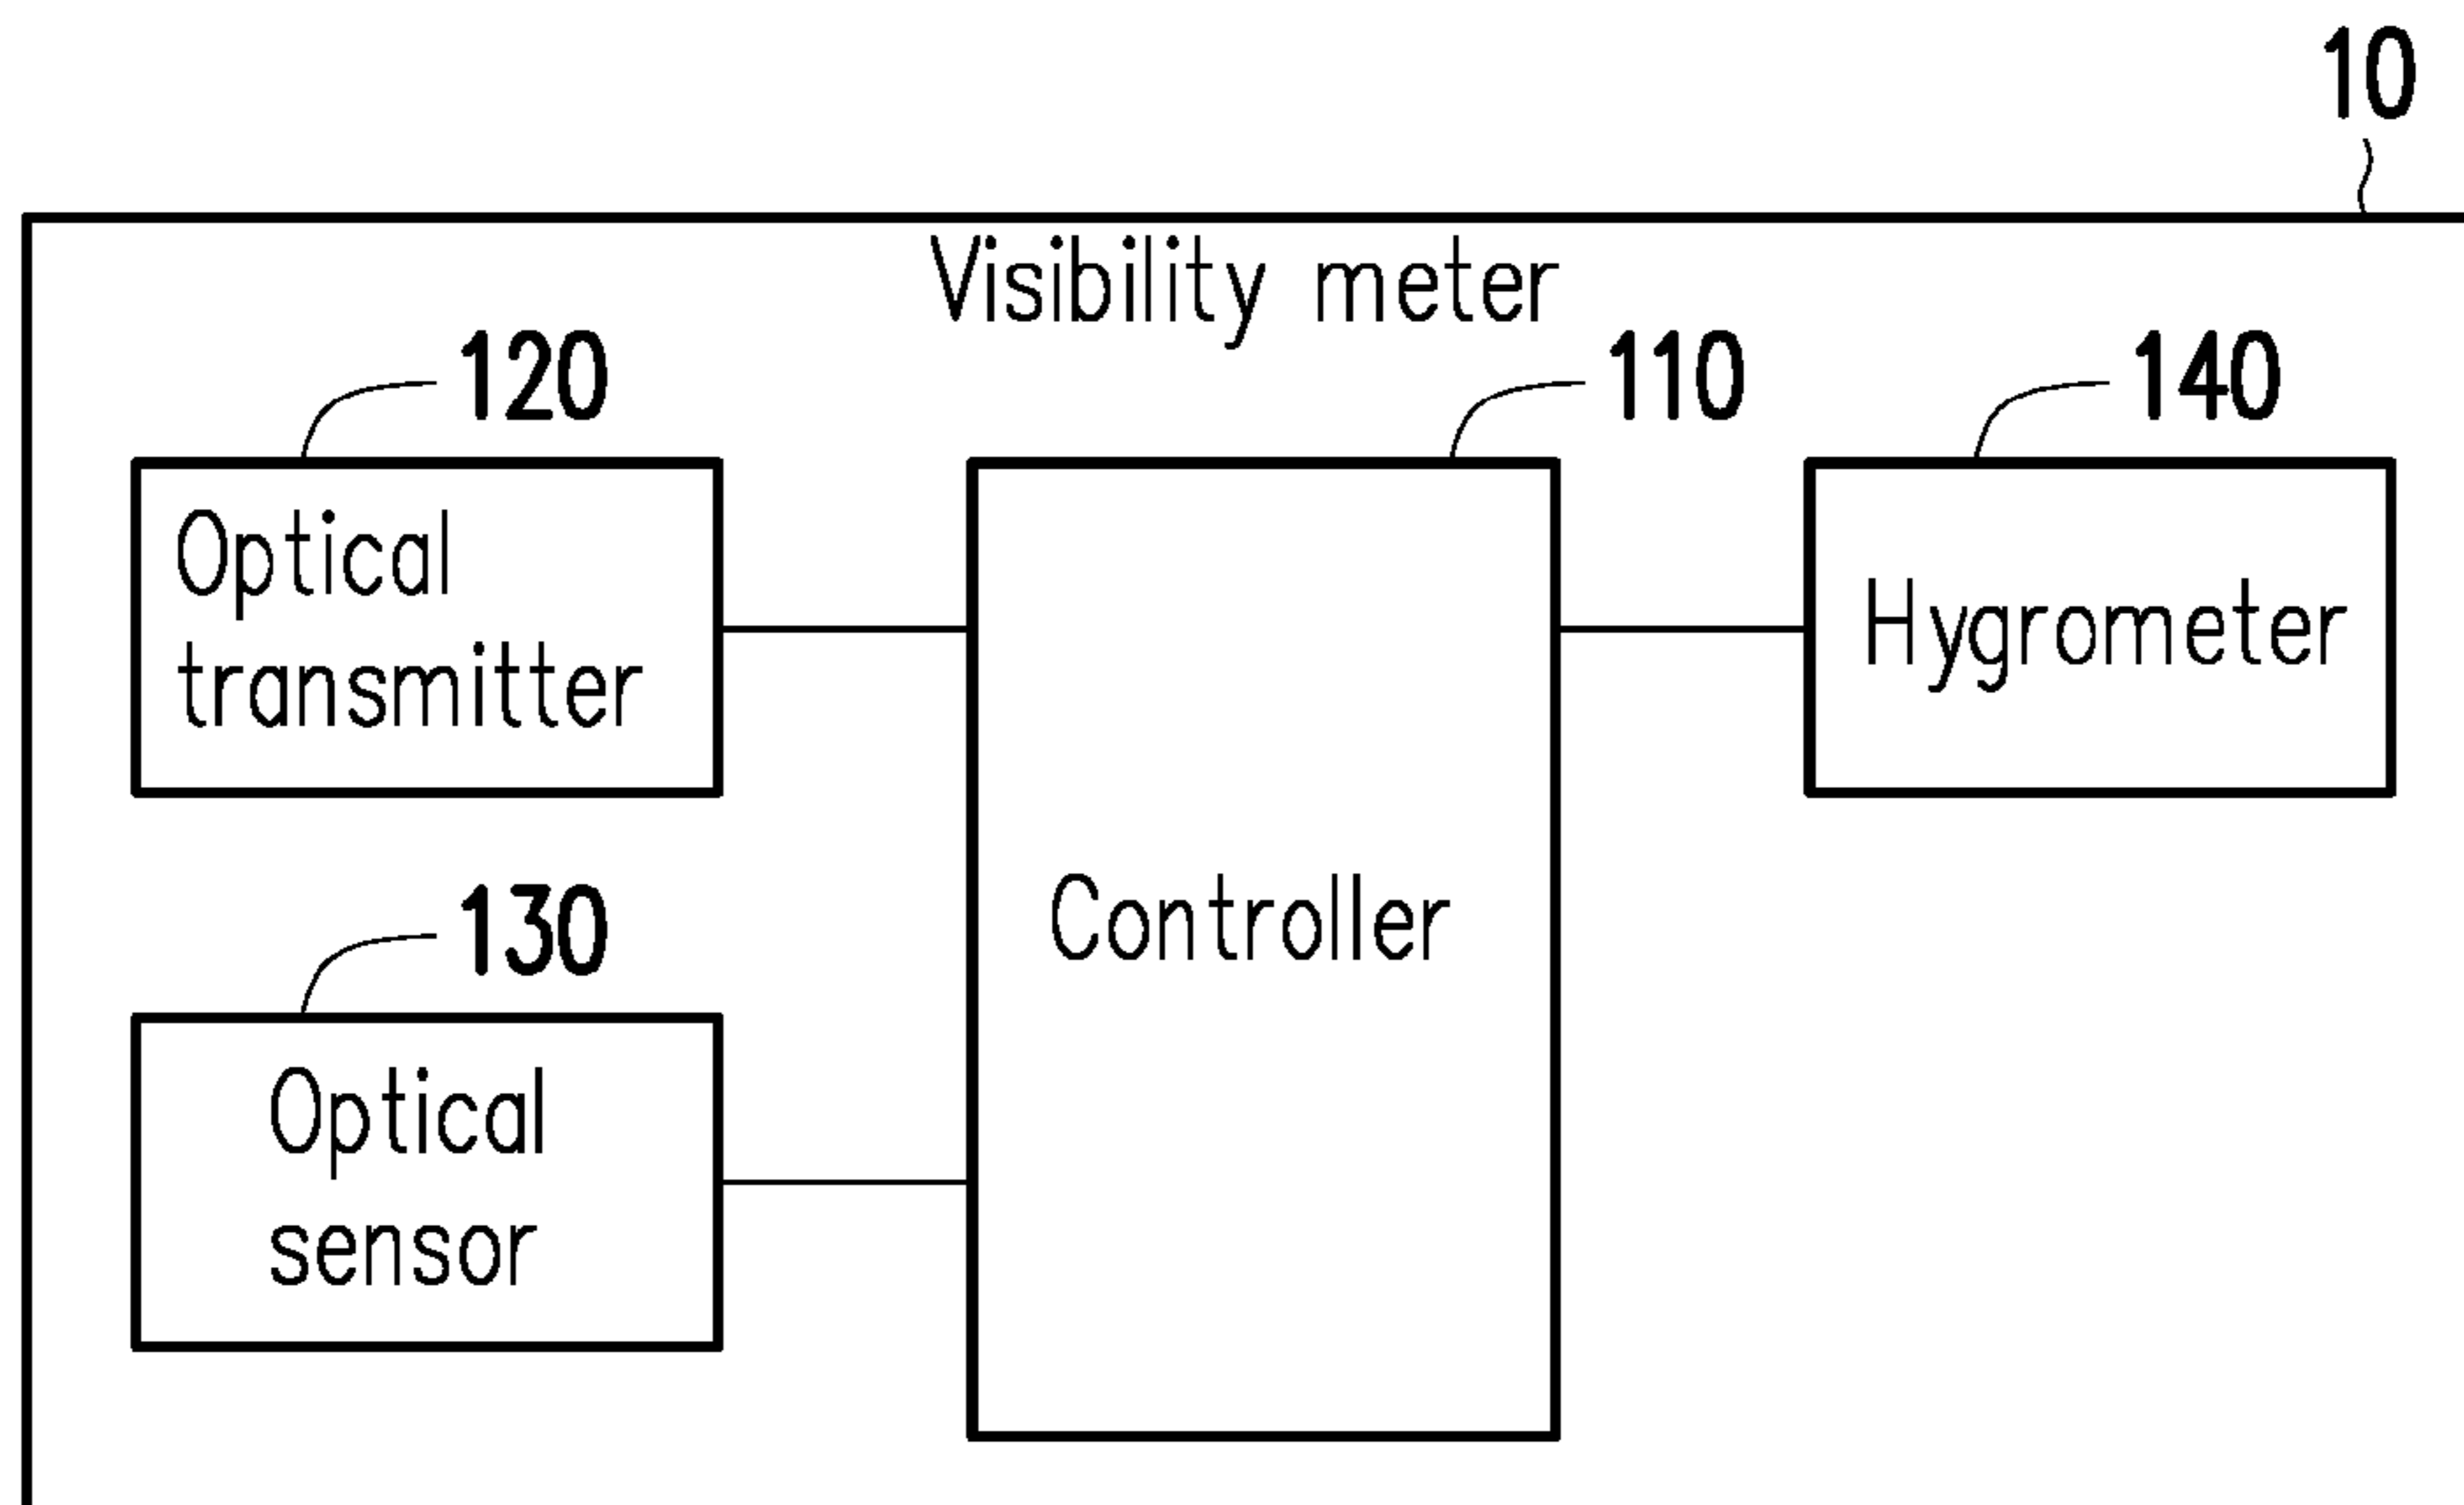 10
Visibility meter
120
110
140
Optical
transmitter
Hygrometer
Controller
130
Optical
sensor